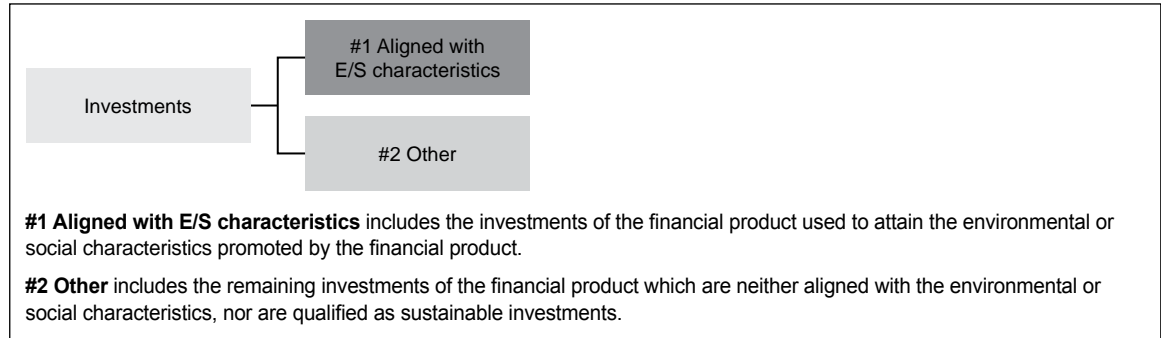 #1 Aligned with
E/S characteristics
Investments
#2 Other
#1 Aligned with E/S characteristics includes the investments of the financial product used to attain the environmental or
social characteristics promoted by the financial product.
#2 Other includes the remaining investments of the financial product which are neither aligned with the environmental or
social characteristics, nor are qualified as sustainable investments.